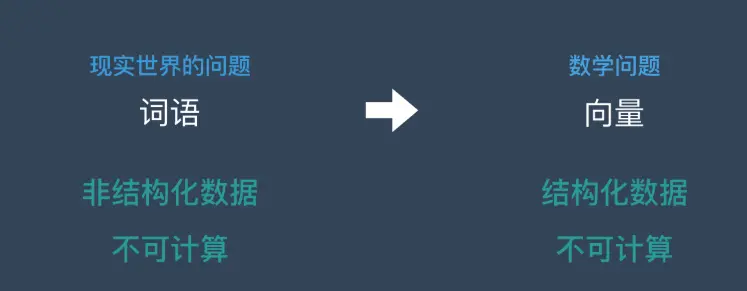 现实世界的问题
词语
非结构化数据
不可计算
数学问题
向量
结构化数据
不可计算